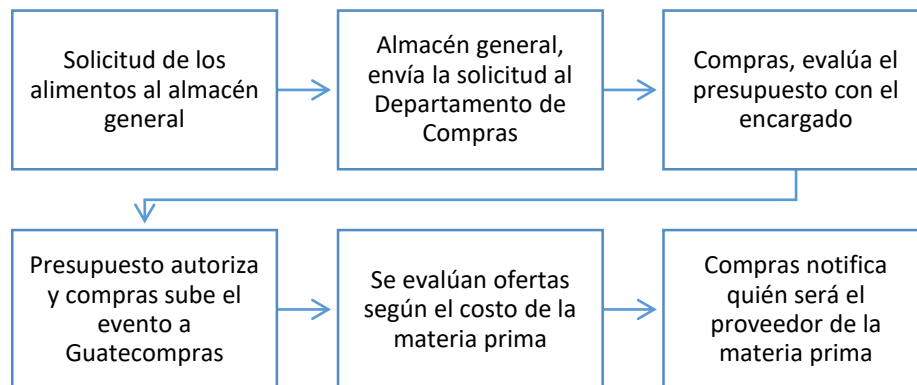 Solicitud de los
alimentos al almacén
general
Almacén general,
envía la solicitud al
Departamento de
Compras
Compras, evalúa el
presupuesto con el
encargado
Presupuesto autoriza
y compras sube el
evento a
Guatecompras
Se evalúan ofertas
según el costo de la
materia prima
Compras notifica
quién será el
proveedor de la
materia prima